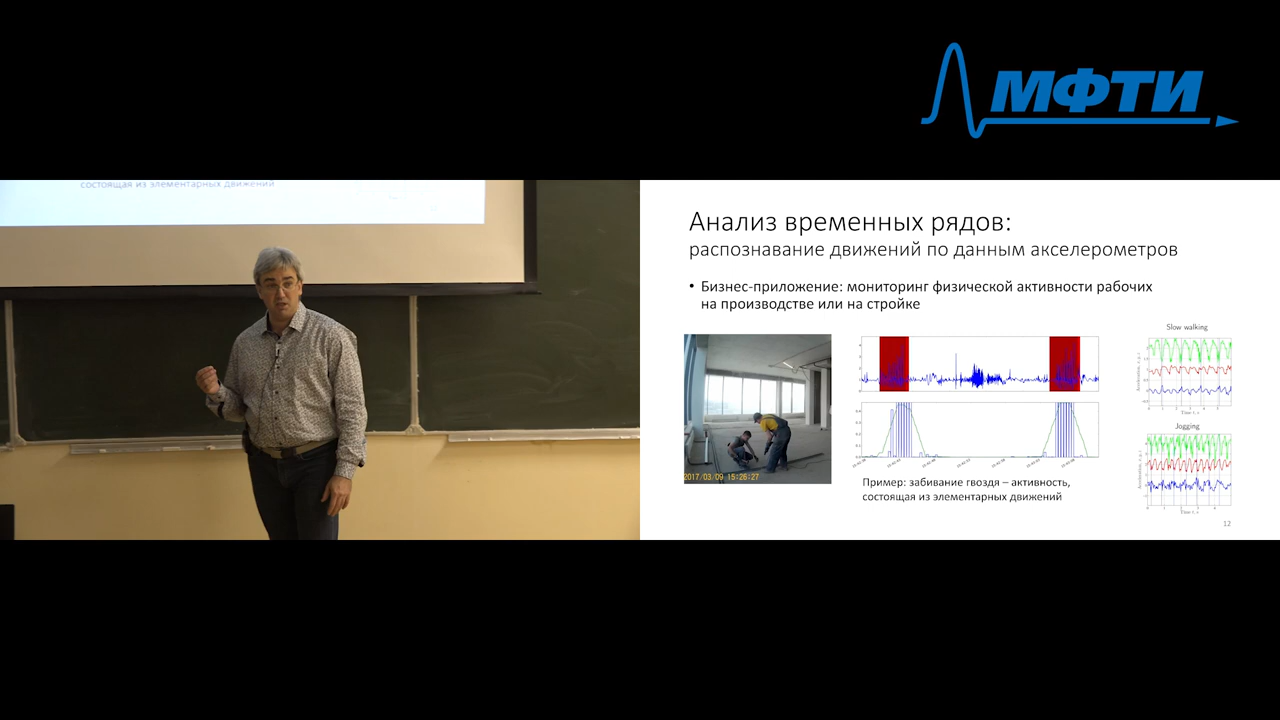 МФТИ
состоящая из элементарных движений
Анализ временных рядов:
распознавание движений по данным акселерометров
• Бизнес-приложение: мониторинг физической активности рабочих
на производстве или на стройке
Slow walking
Jogging
2017/03/09 15:26:27
Time t, s
Time t, s
Пример: забивание гвоздя – активность,
состоящая из элементарных движений
12